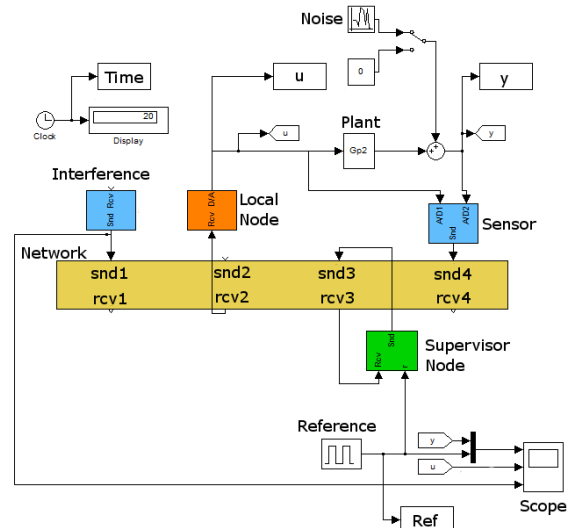 Noise
Time
u
0
y
20
Clock
Display
u
Plant
Gp2
y
Interference
Snd Rcv
Rcv D/A
Local
Node
A/D1
A/D2
Snd
Sensor
Network
snd1
snd2
snd3
snd4
rcv1
rcv2
rcv3
rcv4
Rcv
Snd
r
Supervisor
Node
Reference
y
u
Scope
Ref